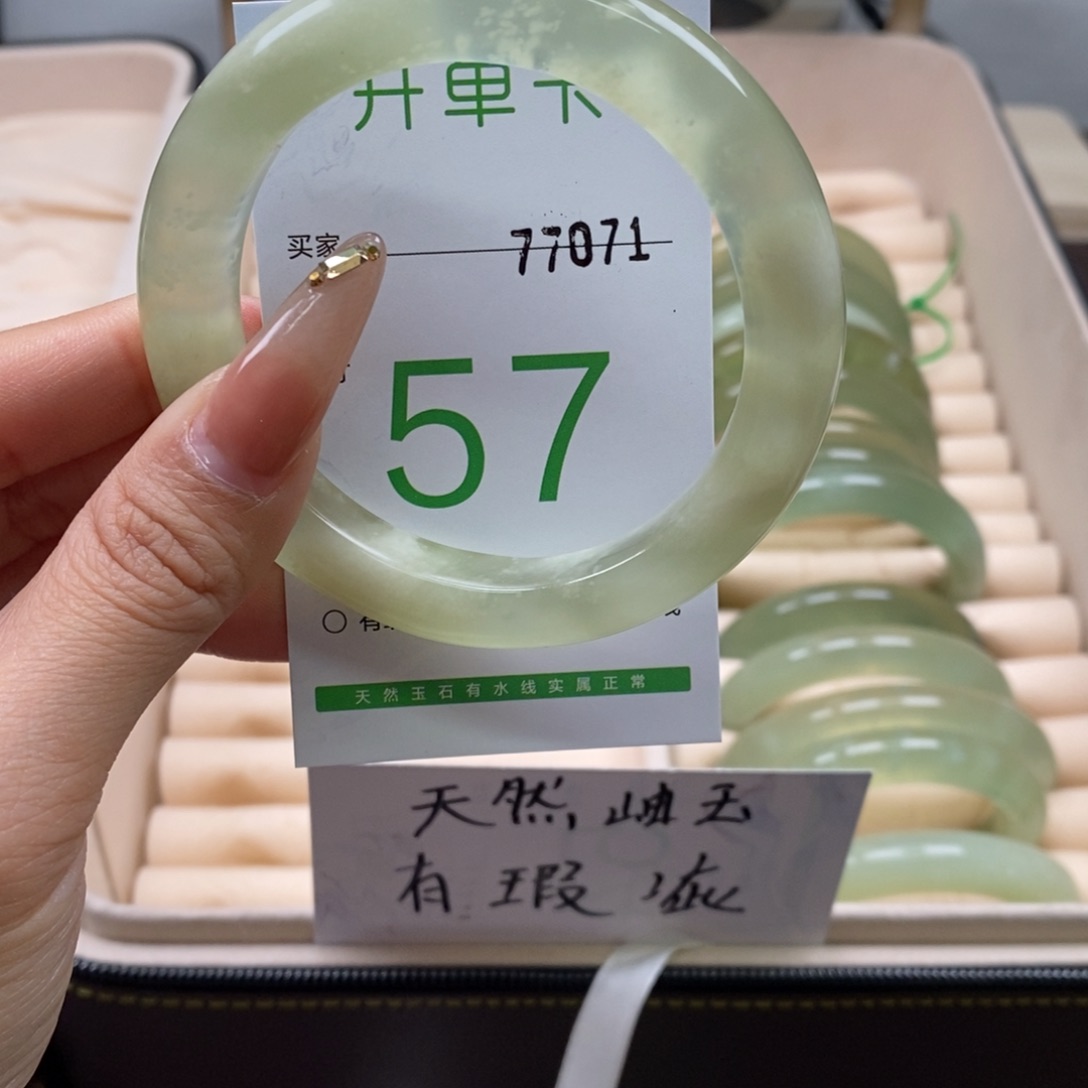 开单卡
买家 77071
57
○ 有
天然玉石有水线实属正常
天然岫玉
有瑕疵